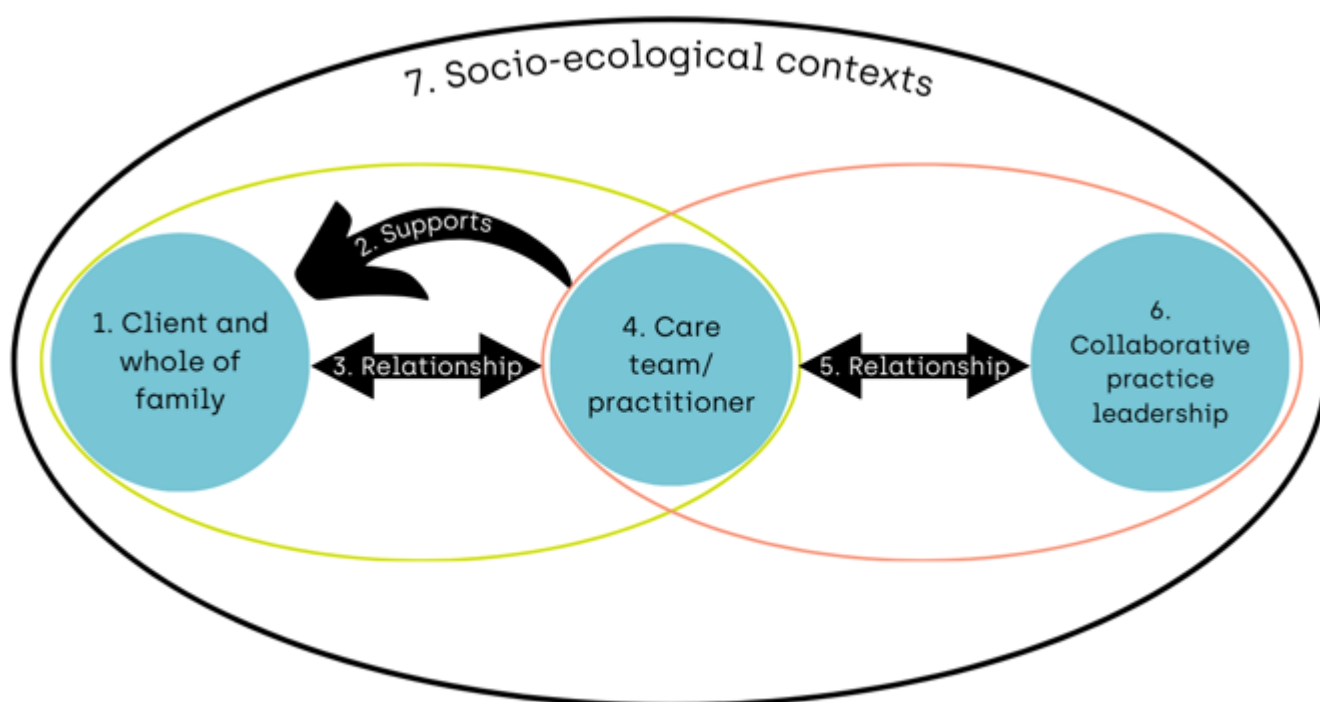 7. Socio-ecological contexts
2. Supports
1. Client and
whole of
family
3. Relationship
4. Care
team/
practitioner
5. Relationship
6.
Collaborative
practice
leadership